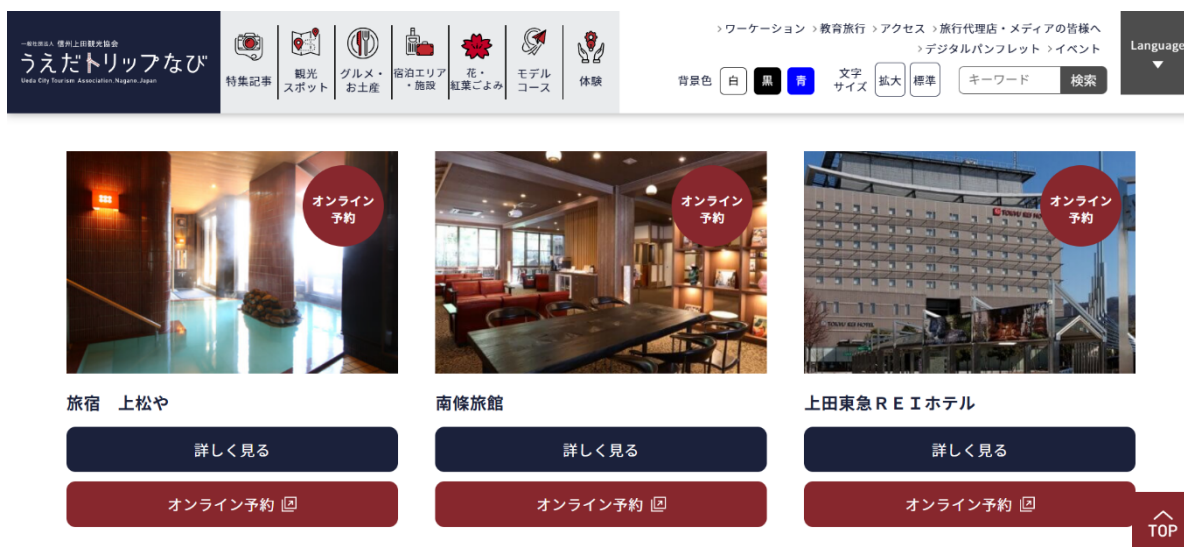 一般社団法人 信州上田観光協会
うえだトリップなび
Ueda City Tourism Association.Nagano.Japan
特集記事
観光
スポット
グルメ・
お土産
宿泊エリア
・施設
花・
紅葉ごよみ
モデル
コース
体験
>ワーケーション >教育旅行 >アクセス >旅行代理店・メディアの皆様へ
>デジタルパンフレット >イベント
背景色 白 黒 青 文字サイズ 拡大 標準 キーワード 検索
Language
▼
オンライン
予約
オンライン
予約
オンライン
予約
TOKYU REI HO
TOKYU REI HOTEL
旅宿 上松や
南條旅館
上田東急REIホテル
詳しく見る
詳しく見る
詳しく見る
オンライン予約
オンライン予約
オンライン予約
TOP